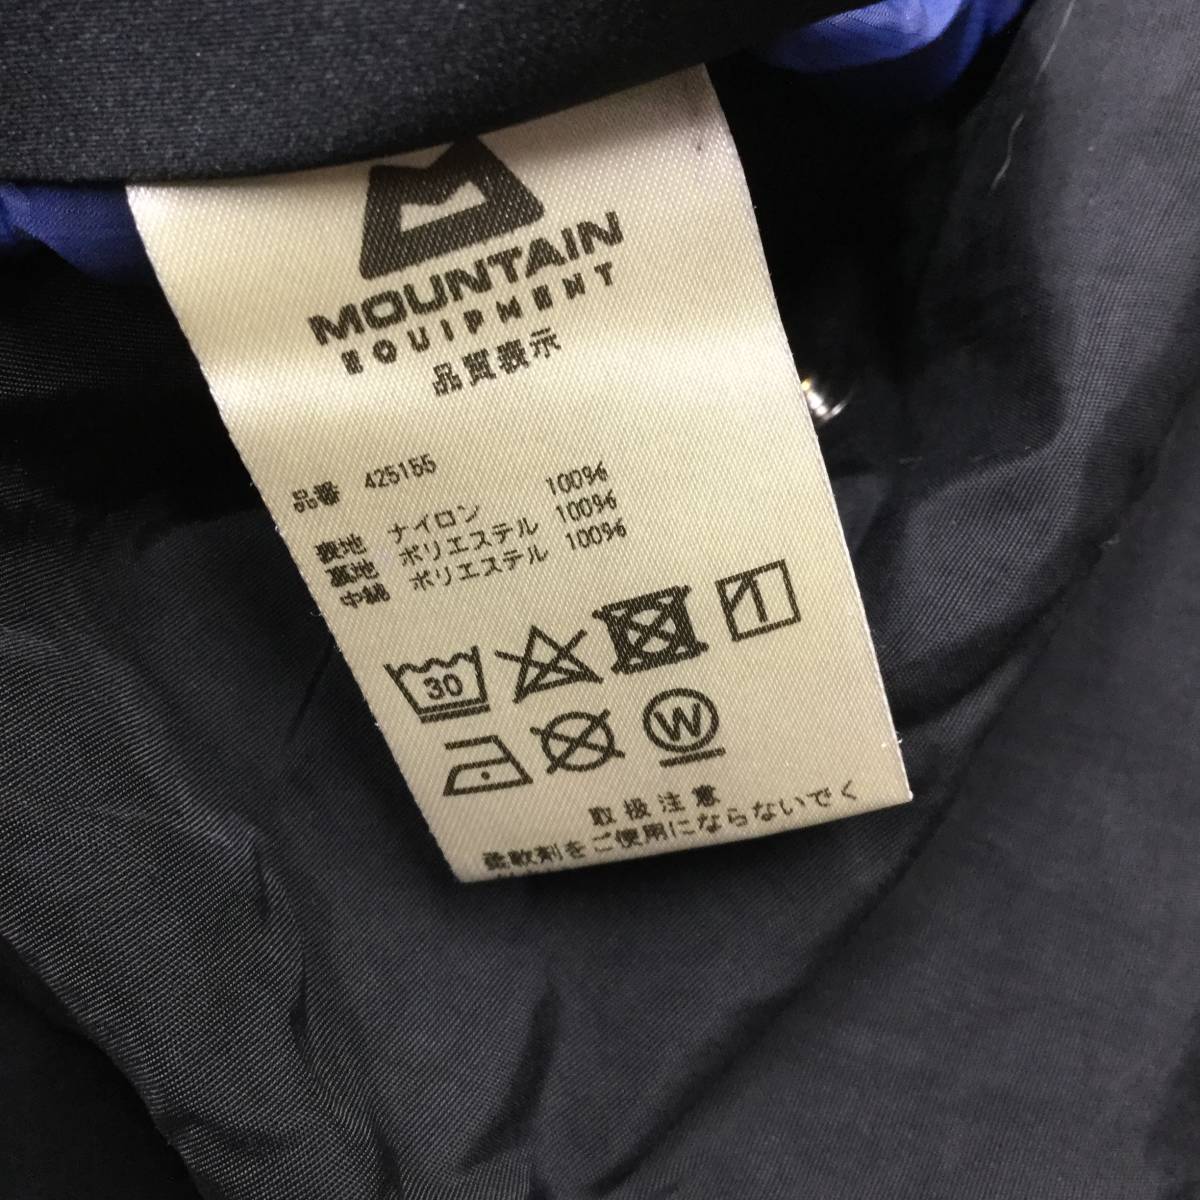 MOUNTAIN
EQUIPMENT
品質表示
品番 425155
表地 ナイロン 100%
裏地 ポリエステル 100%
中綿 ポリエステル 100%
30
W
取扱注意
柔軟剤をご使用にならないでく